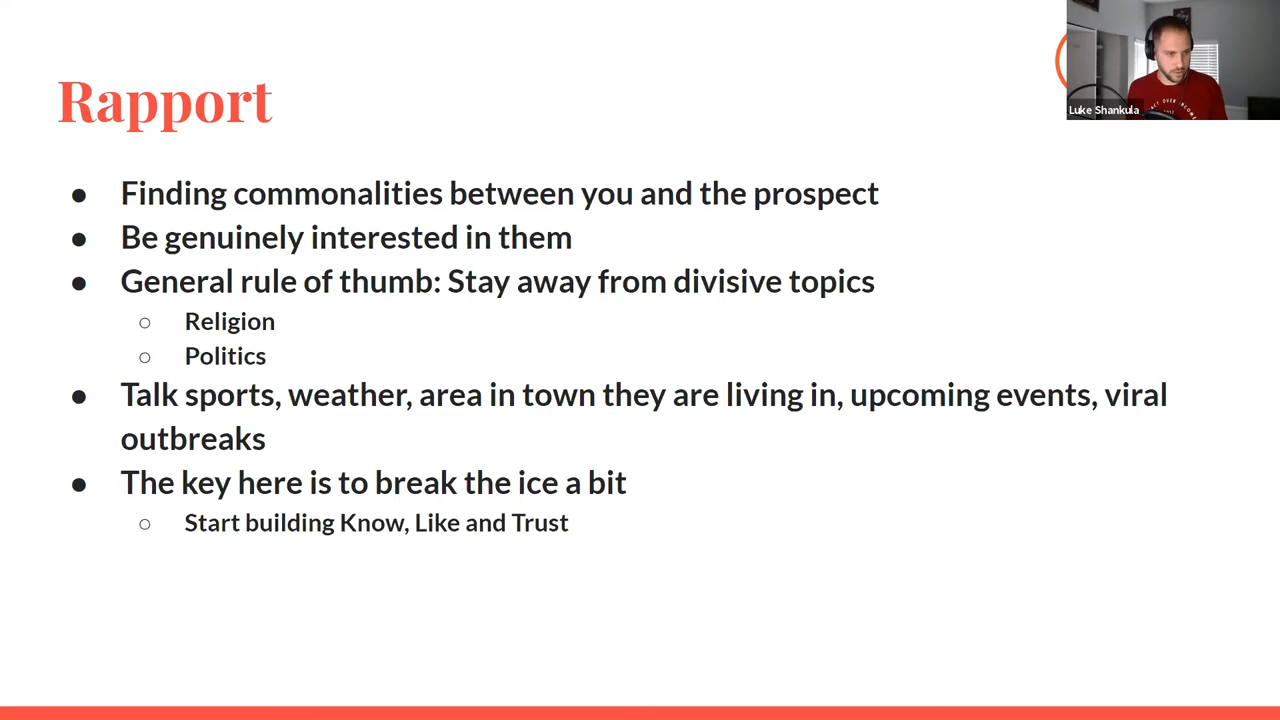 Rapport
Luke Shankula
● Finding commonalities between you and the prospect
● Be genuinely interested in them
● General rule of thumb: Stay away from divisive topics
○ Religion
○ Politics
● Talk sports, weather, area in town they are living in, upcoming events, viral
outbreaks
● The key here is to break the ice a bit
○ Start building Know, Like and Trust